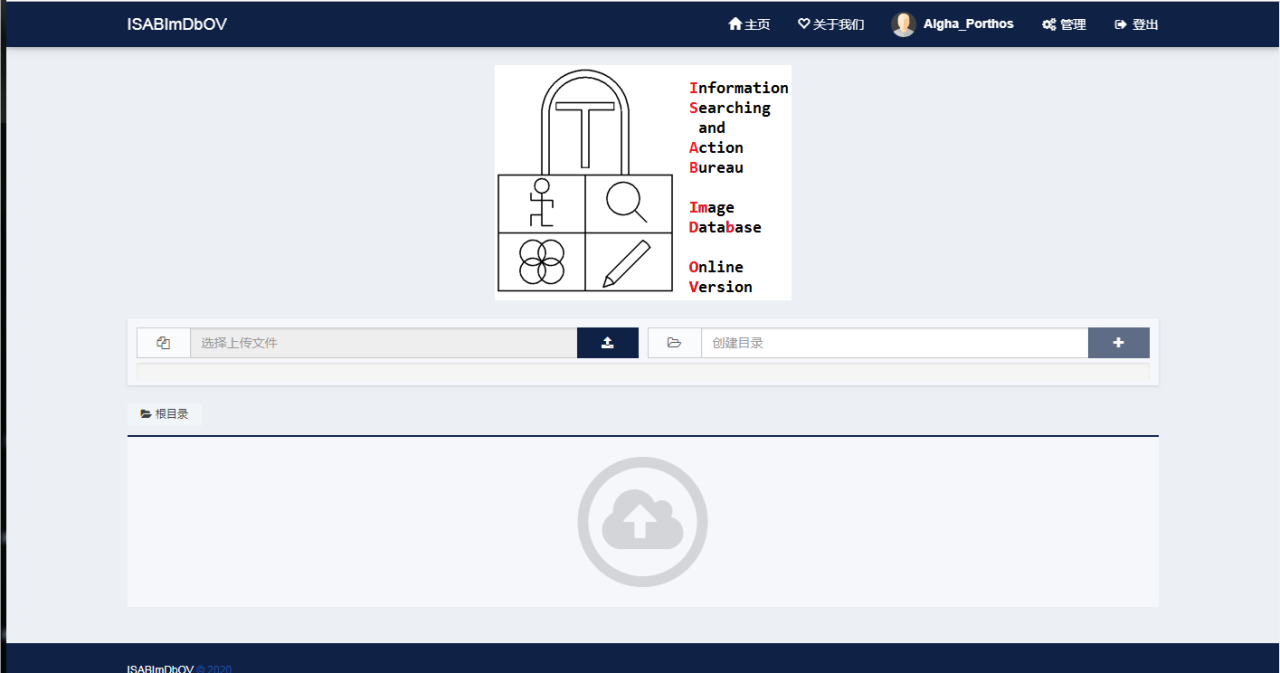 ISABImDbOV
主页
关于我们
Algha_Porthos
管理
登出
Information
Searching
and
Action
Bureau
Image
Database
Online
Version
选择上传文件
创建目录
根目录
ISABImDbOV © 2020